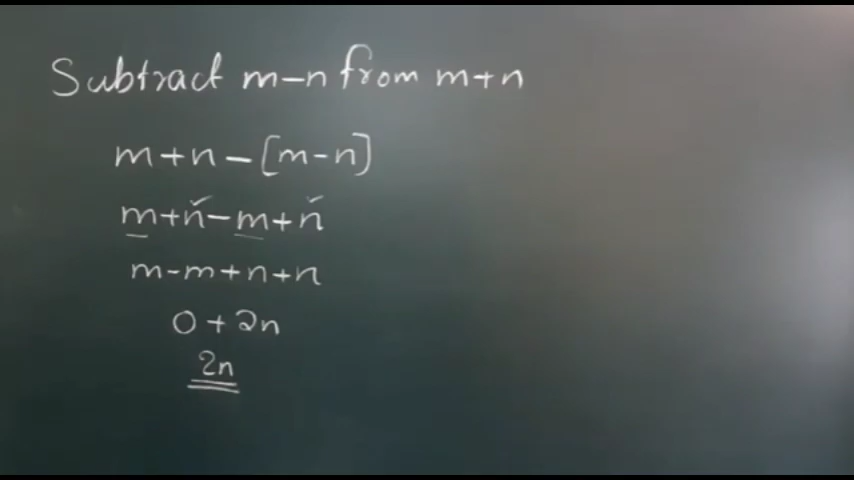 Subtract m-n from m+n
m+n-[m-n]
m+n-m+n
m-m+n+n
0+2n
2n